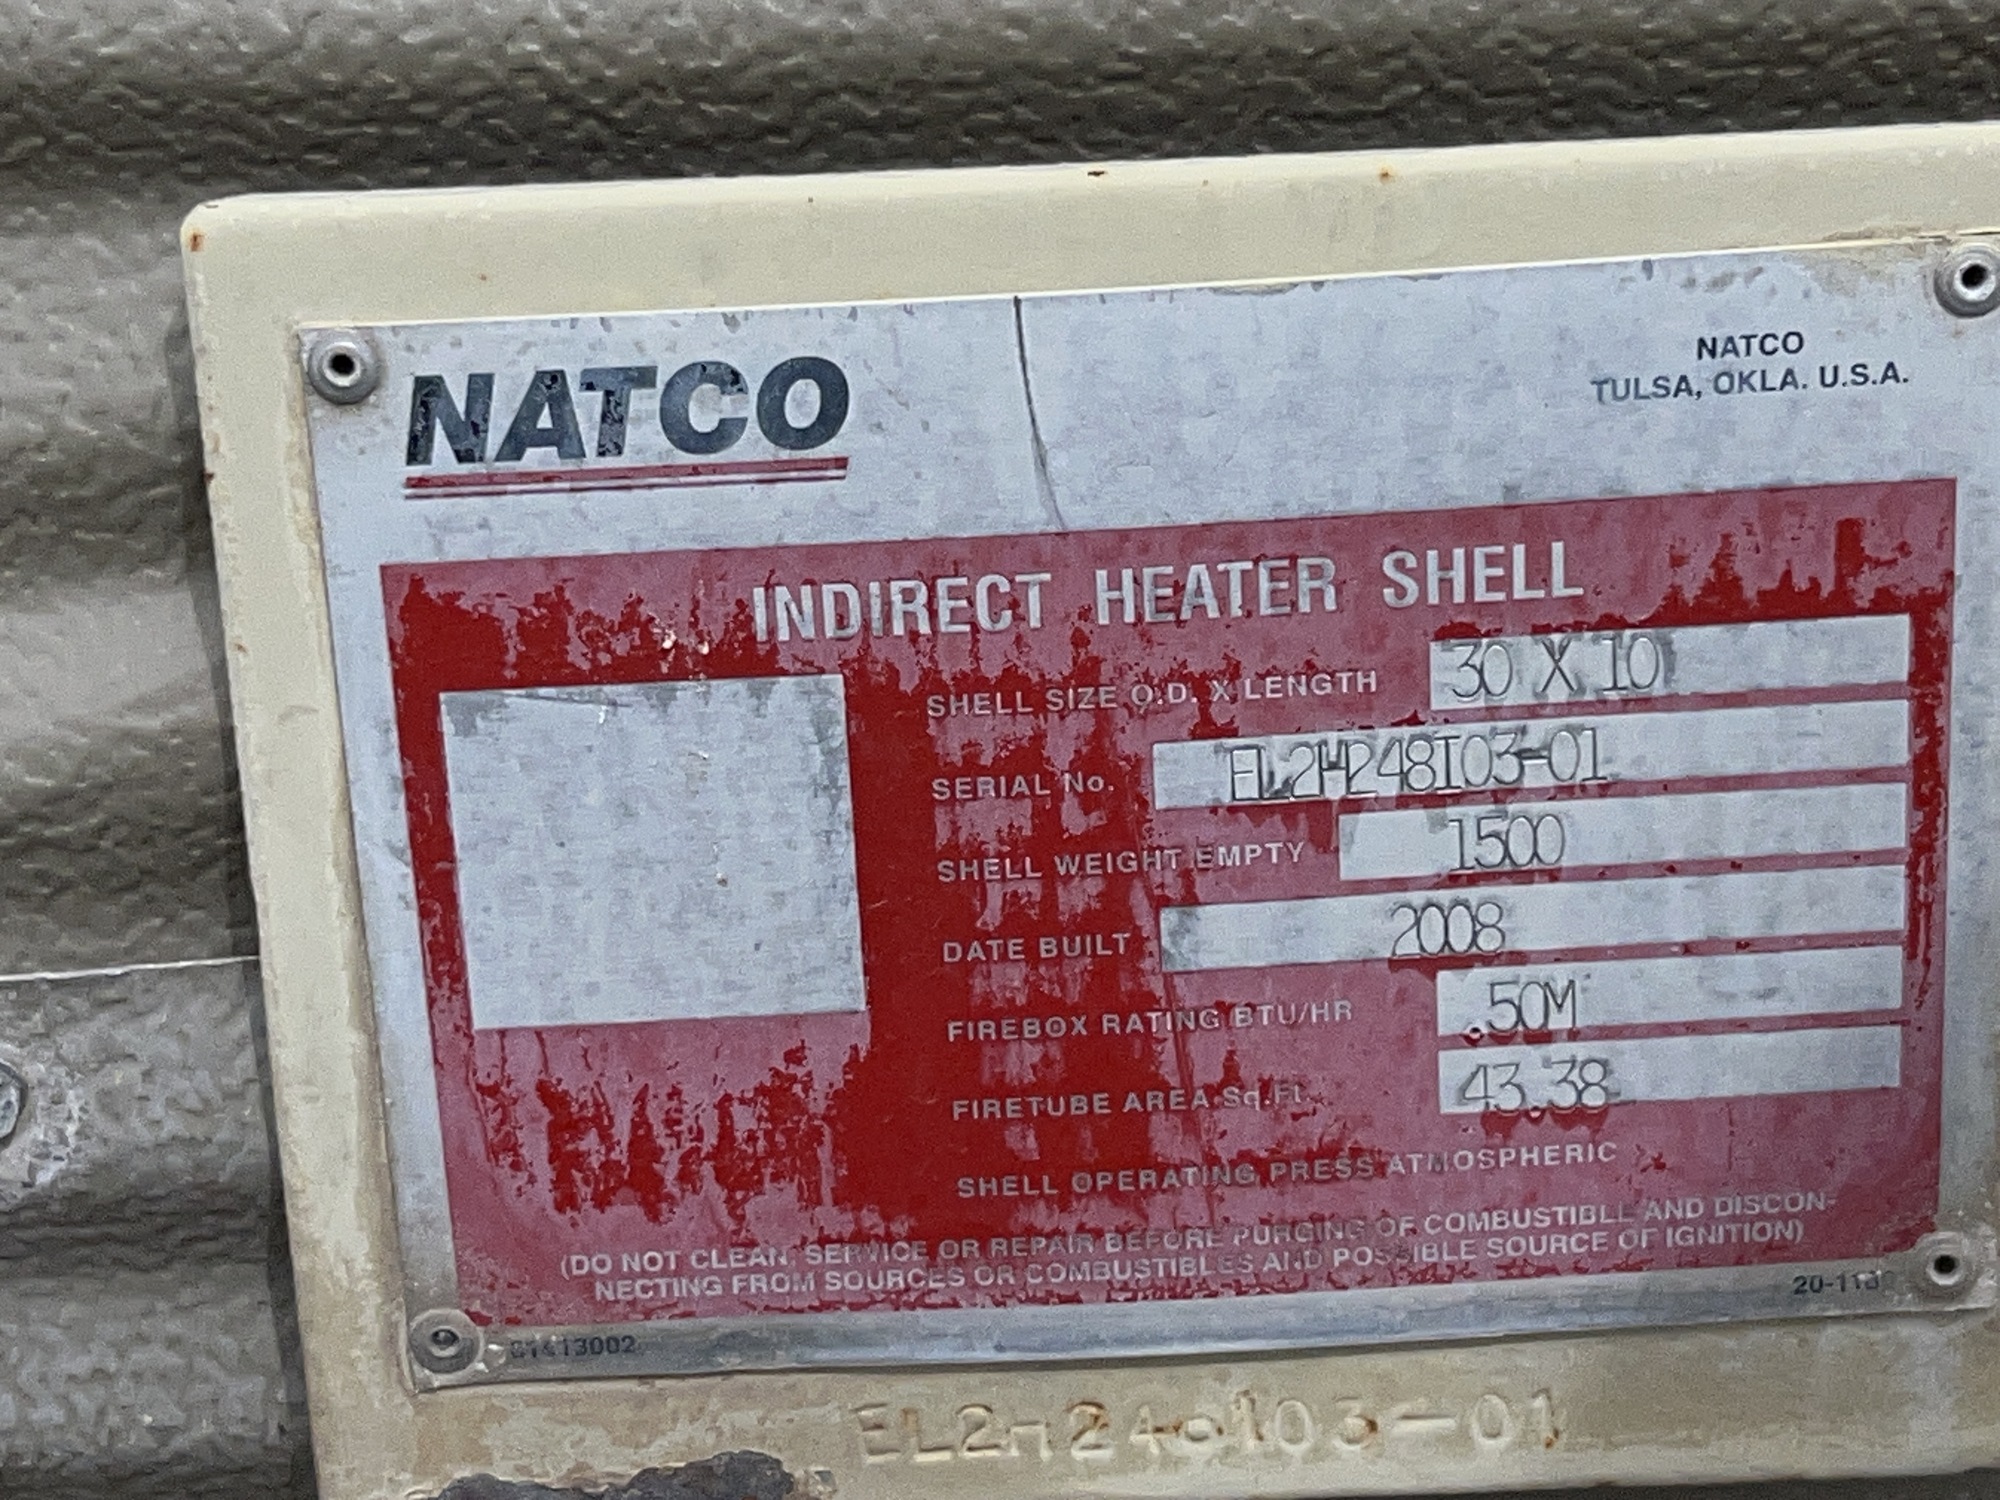 NATCO
NATCO
TULSA, OKLA. U.S.A.
INDIRECT HEATER SHELL
SHELL SIZE O.D. X LENGTH 30 X 10
SERIAL No. EL2H248I03-01
SHELL WEIGHT EMPTY 1500
DATE BUILT 2008
FIREBOX RATING BTU/HR .50M
FIRETUBE AREA Sq.Ft. 43.38
SHELL OPERATING PRESS ATMOSPHERIC
(DO NOT CLEAN, SERVICE OR REPAIR BEFORE PURGING OF COMBUSTIBLE AND DISCON-
NECTING FROM SOURCES OR COMBUSTIBLES AND POSSIBLE SOURCE OF IGNITION)